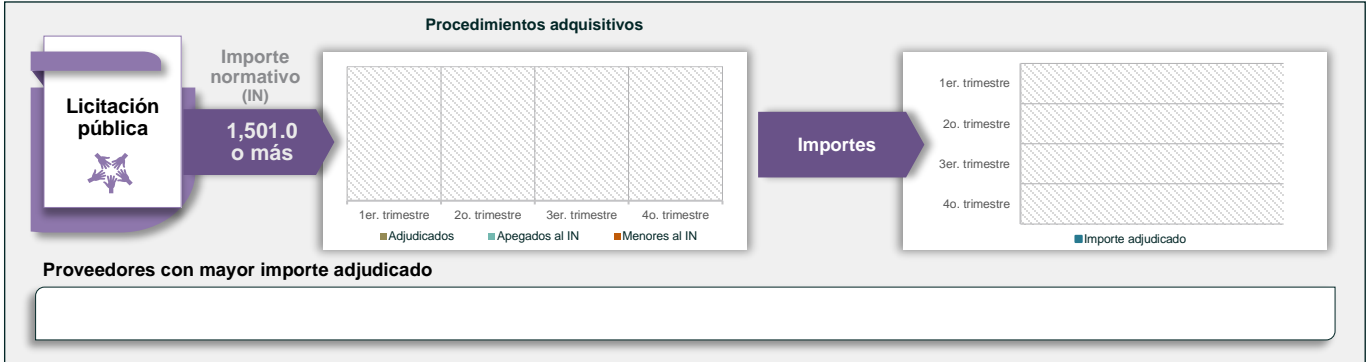 Procedimientos adquisitivos
Licitación
pública
Importe
normativo
(IN)
1,501.0
o más
1er. trimestre
2o. trimestre
3er. trimestre
4o. trimestre
Adjudicados
Apegados al IN
Menores al IN
Importes
1er. trimestre
2o. trimestre
3er. trimestre
4o. trimestre
Importe adjudicado
Proveedores con mayor importe adjudicado